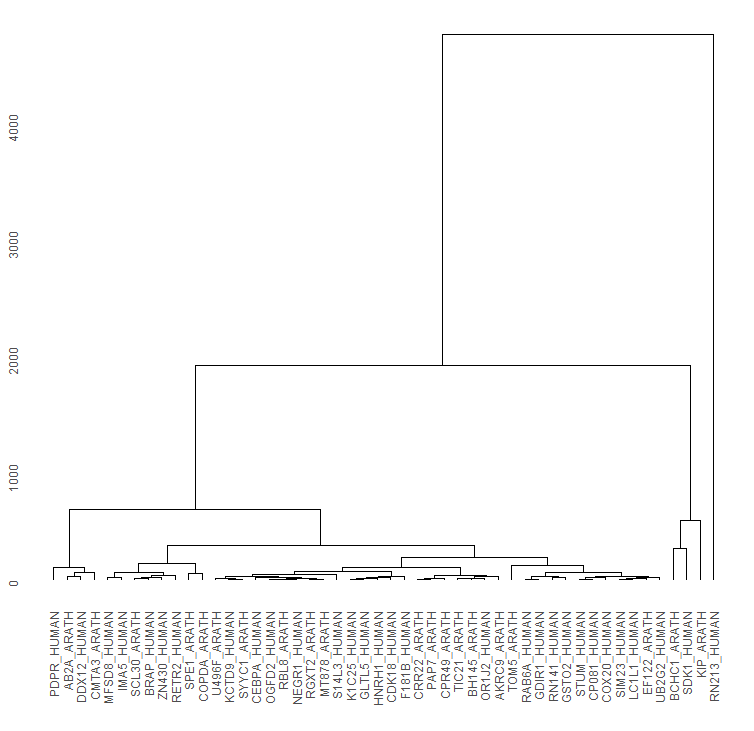 4000
3000
2000
1000
0
PDPR_HUMAN
AB2A_ARATH
DDX12_HUMAN
CMTA3_ARATH
MFSD8_HUMAN
IMA5_HUMAN
SCL30_ARATH
BRAP_HUMAN
ZN430_HUMAN
RETR2_HUMAN
SPE1_ARATH
COPDA_ARATH
U496F_ARATH
KCTD9_HUMAN
SYYC1_ARATH
CEBPA_HUMAN
OGFD2_HUMAN
RBL8_ARATH
NEGR1_HUMAN
RGXT2_ARATH
MT878_ARATH
S14L3_HUMAN
K1C25_HUMAN
GLTL5_HUMAN
HNRH1_HUMAN
CDK18_HUMAN
F181B_HUMAN
CRR22_ARATH
PAP7_ARATH
CPR49_ARATH
TIC21_ARATH
BH145_ARATH
OR1J2_HUMAN
AKRC9_ARATH
TOM5_ARATH
RAB6A_HUMAN
GDIR1_HUMAN
RN141_HUMAN
GSTO2_HUMAN
STUM_HUMAN
CP081_HUMAN
COX20_HUMAN
SIM23_HUMAN
LC1L1_HUMAN
EF122_ARATH
UB2G2_HUMAN
BCHC1_ARATH
SDK1_HUMAN
KIP_ARATH
RN213_HUMAN